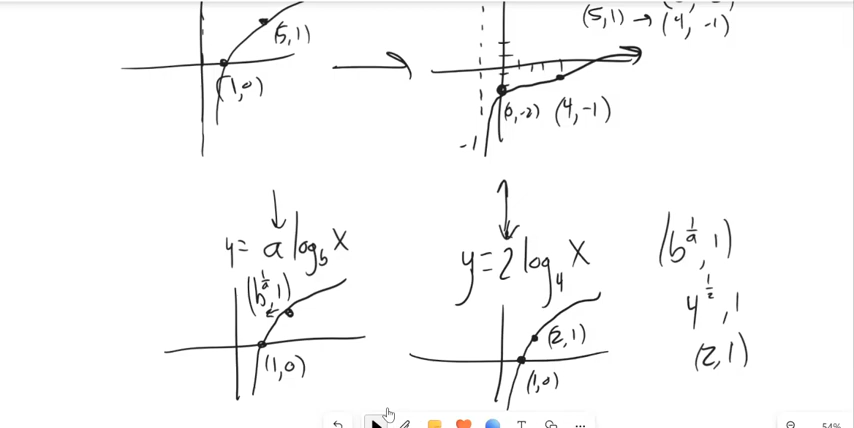 (5,1) → (4,-1)
(5,1)
(1,0)
(0,-2) (4,-1)
-1
y= a log_b X
y=2 log_4 X
(b^{1/a},1)
(b^{1/a},1)
4^{1/2},1
(2,1)
(2,1)
(1,0)
(1,0)
54%